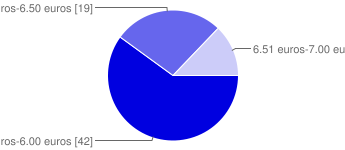 ros-6.50 euros [19]
6.51 euros-7.00 eu
ros-6.00 euros [42]